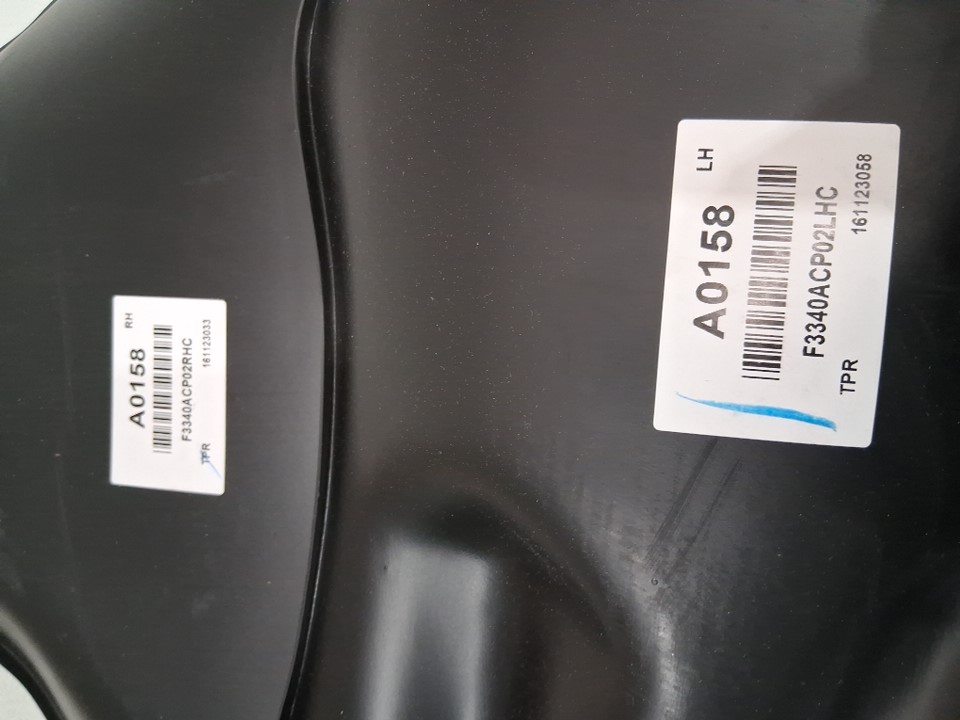 A0158 RH
F3340ACP02RHC
TPR 161123033
A0158 LH
F3340ACP02LHC
TPR 161123058